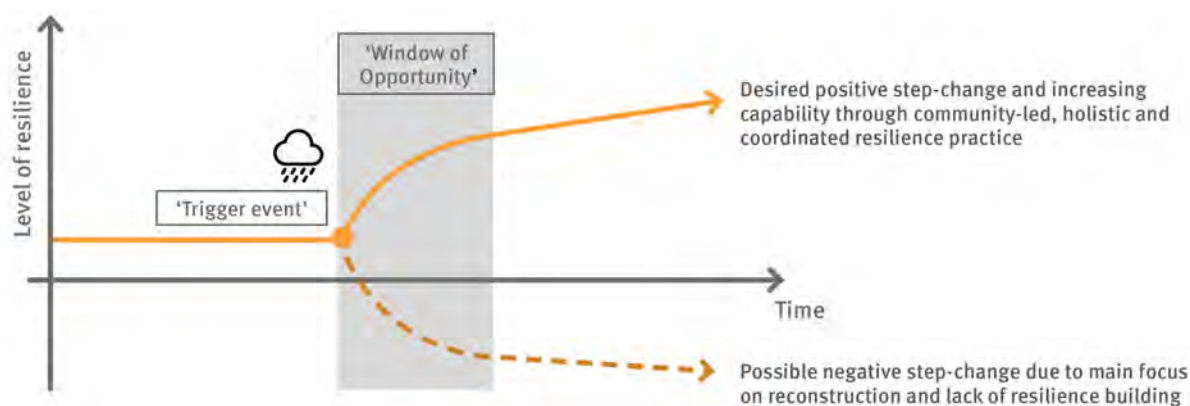 Level of resilience
'Window of
Opportunity'
'Trigger event'
Desired positive step-change and increasing
capability through community-led, holistic and
coordinated resilience practice
Time
Possible negative step-change due to main focus
on reconstruction and lack of resilience building